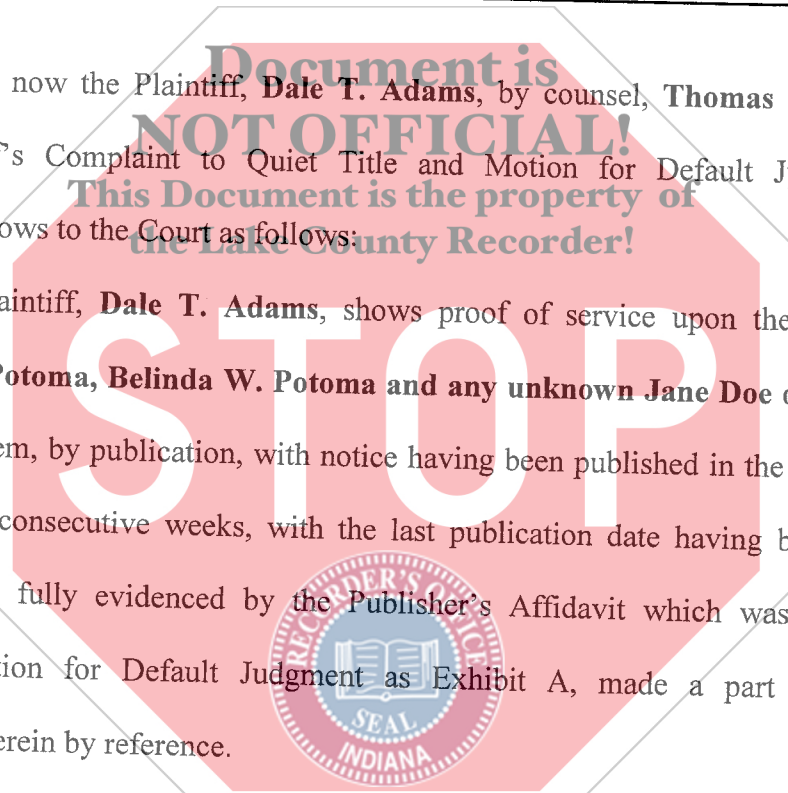 Document is
now the Plaintiff, Dale T. Adams, by counsel, Thomas
NOT OFFICIAL!
's Complaint to Quiet Title and Motion for Default J
This Document is the property of
ows to the Court as follows:
the Lake County Recorder!
aintiff, Dale T. Adams, shows proof of service upon the
STOP
Potoma, Belinda W. Potoma and any unknown Jane Doe
em, by publication, with notice having been published in the
consecutive weeks, with the last publication date having b
fully evidenced by the Publisher's Affidavit which was
tion for Default Judgment as Exhibit A, made a part
erein by reference.
RECORDER'S OFFICE
SEAL
INDIANA